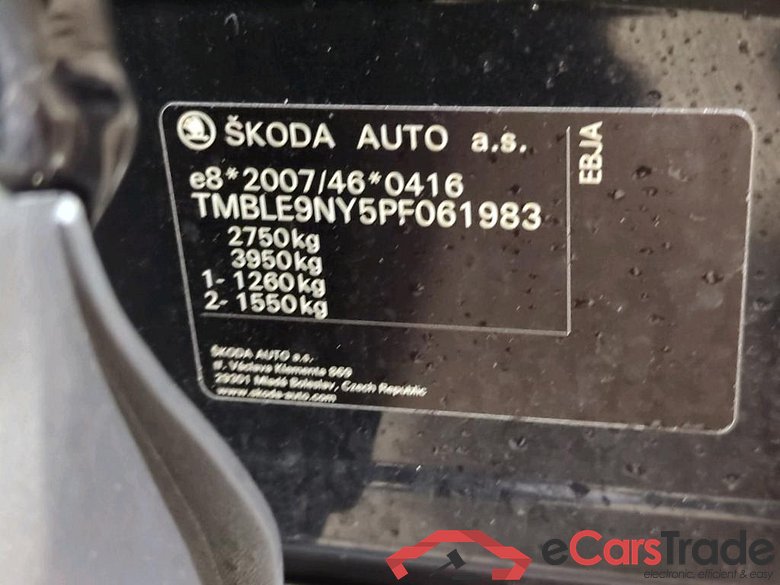 ŠKODA AUTO a.s.
EBJA
e8*2007/46*0416
TMBLE9NY5PF061983
2750kg
3950kg
1- 1260kg
2- 1550kg
ŠKODA AUTO a.s.
tř. Václava Klementa 869
29301 Mladá Boleslav, Czech Republic
www.skoda-auto.com
eCarsTrade
electronic, efficient & easy